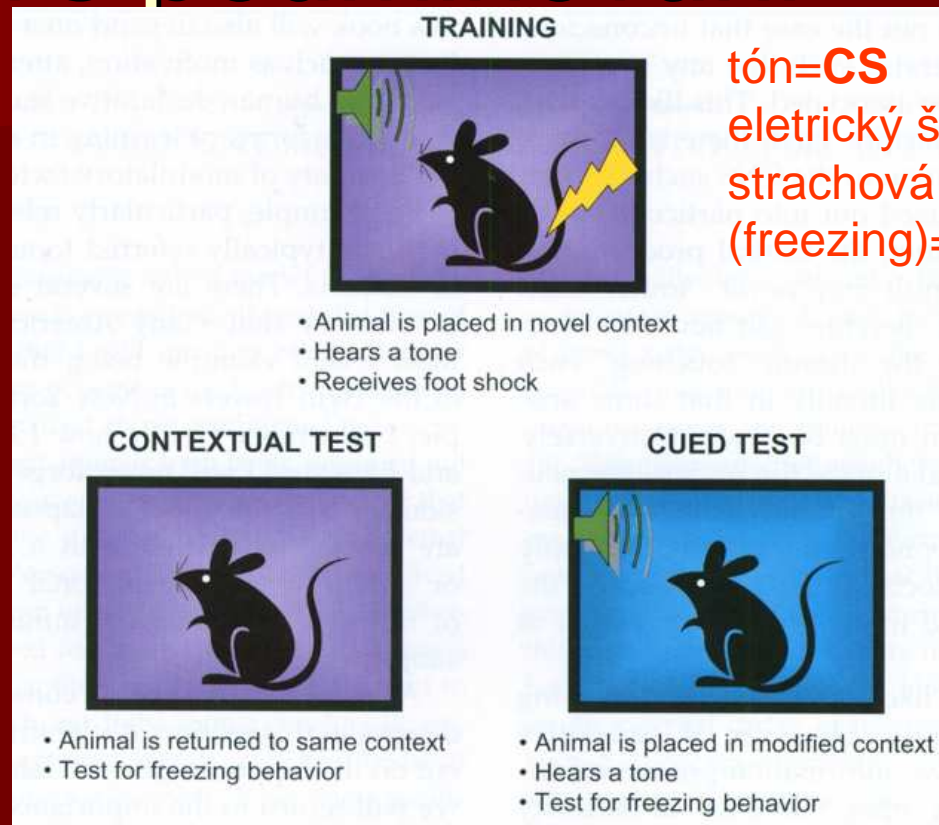 TRAINING
tón=CS
eletrický
strachová
(freezing)=
• Animal is placed in novel context
• Hears a tone
• Receives foot shock
CONTEXTUAL TEST
• Animal is returned to same context
• Test for freezing behavior
CUED TEST
• Animal is placed in modified context
• Hears a tone
• Test for freezing behavior